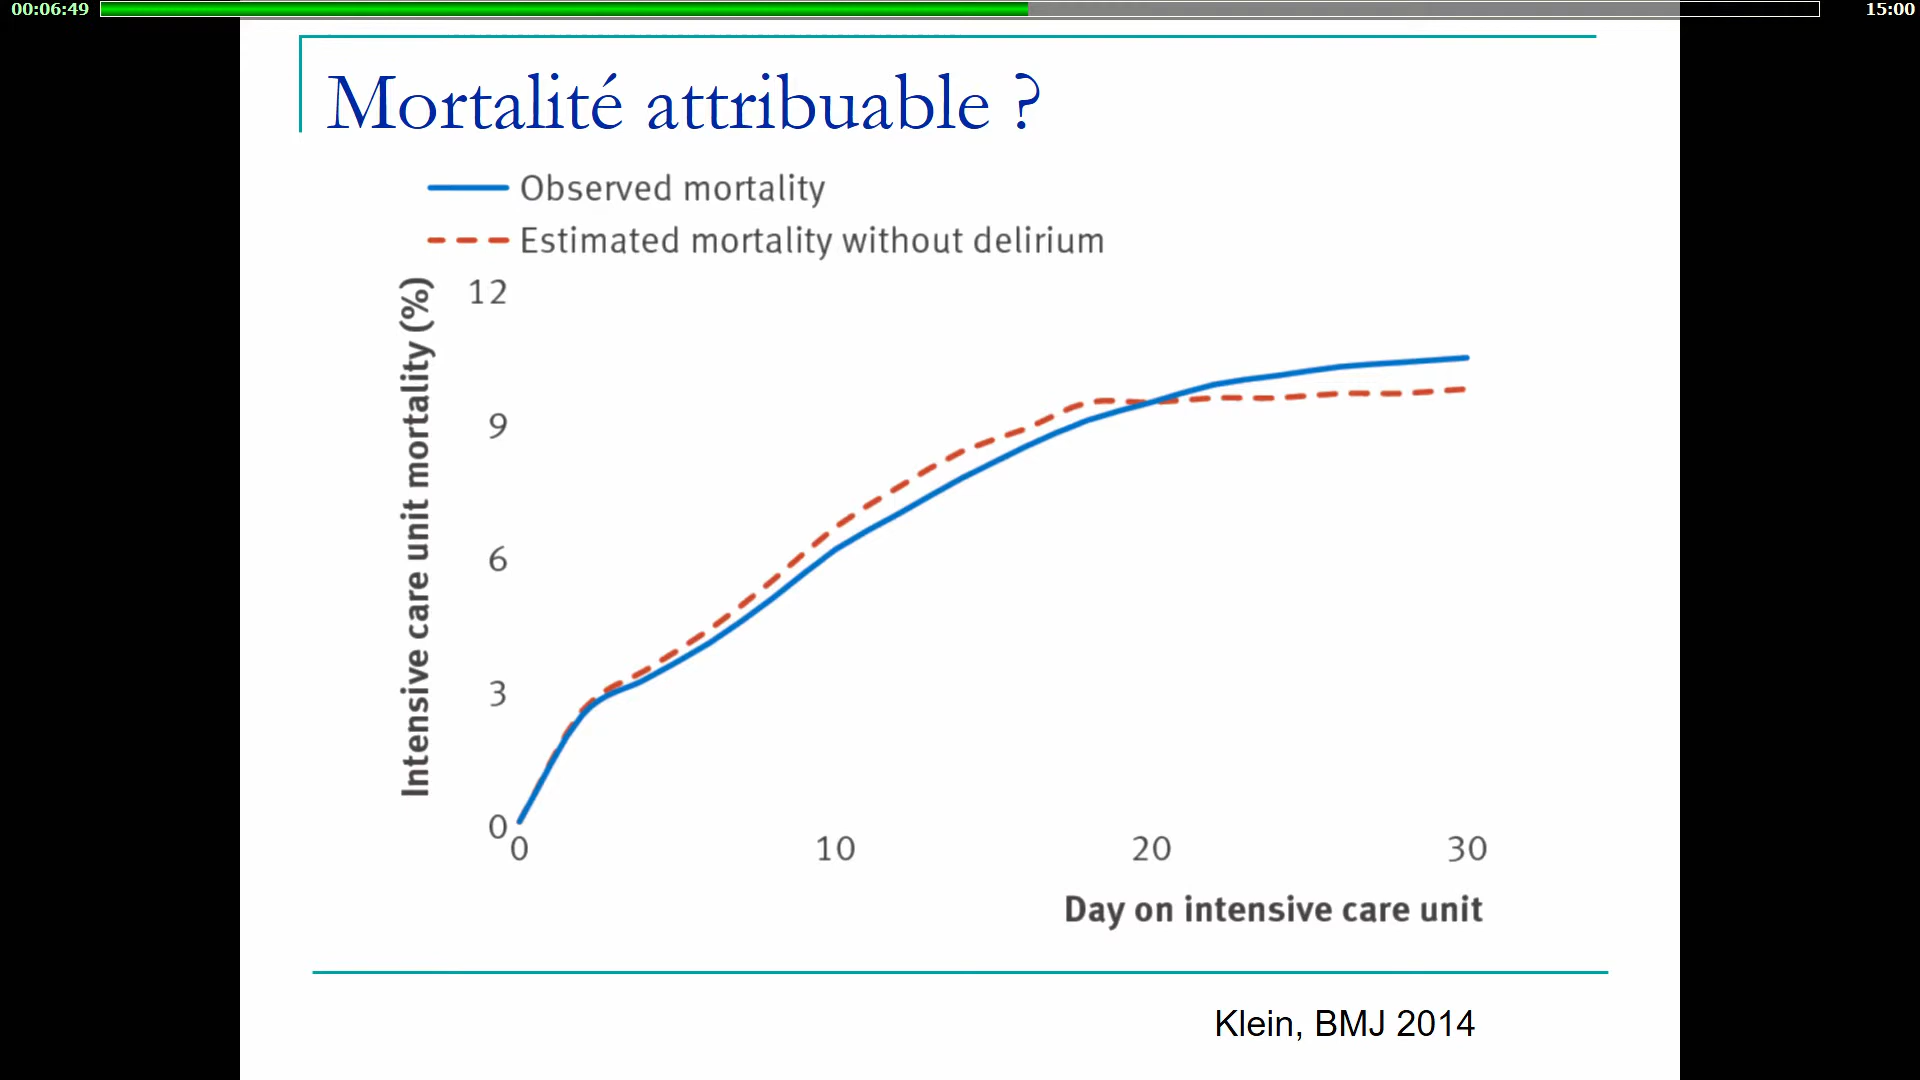 00:06:49
15:00
Mortalité attribuable ?
Observed mortality
Estimated mortality without delirium
Intensive care unit mortality (%)
12
9
6
3
0
0 10 20 30
Day on intensive care unit
Klein, BMJ 2014